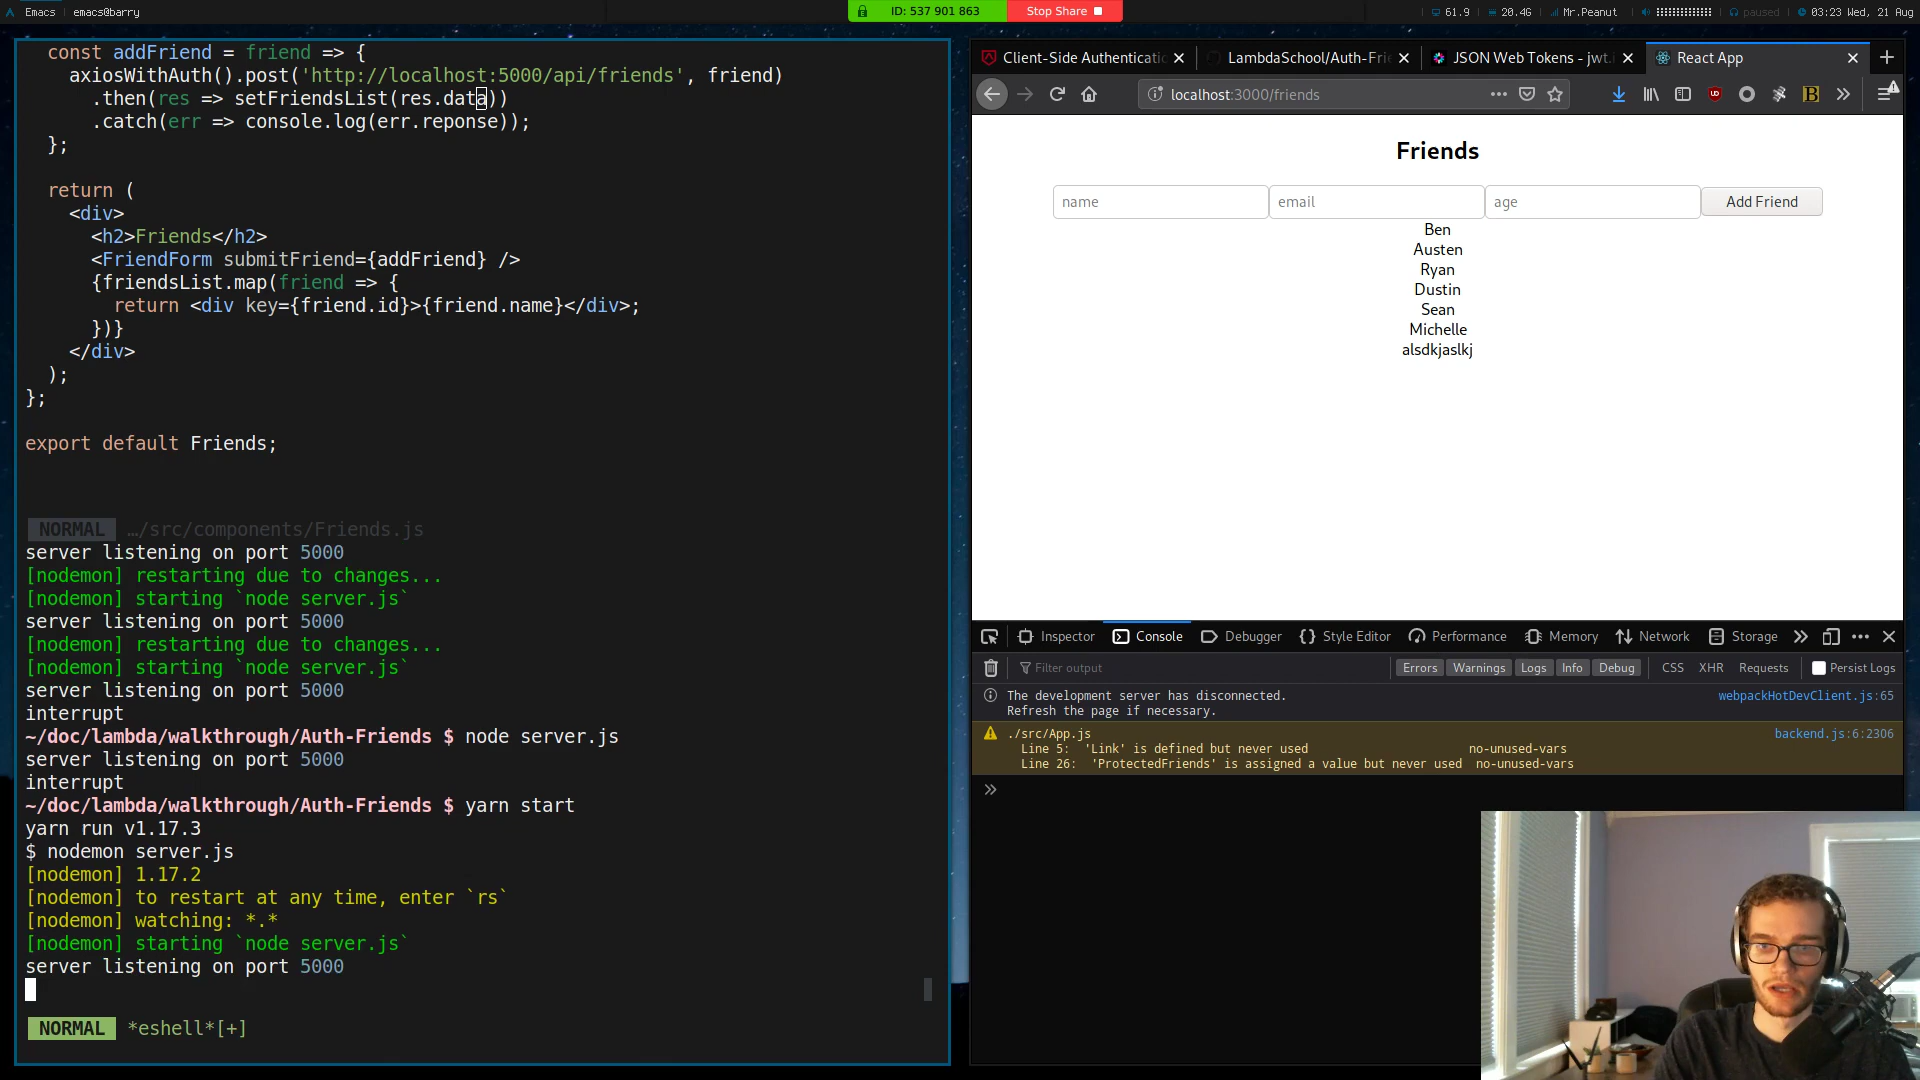 Emacs emacs@barry
ID: 537 901 863
Stop Share
61.9 20.4G Mr.Peanut paused 03:23 Wed, 21 Aug
const addFriend = friend => {
axiosWithAuth().post('http://localhost:5000/api/friends', friend)
.then(res => setFriendsList(res.data))
.catch(err => console.log(err.reponse));
};
return (
<div>
<h2>Friends</h2>
<FriendForm submitFriend={addFriend} />
{friendsList.map(friend => {
return <div key={friend.id}>{friend.name}</div>;
})}
</div>
);
};
export default Friends;
NORMAL …/src/components/Friends.js
server listening on port 5000
[nodemon] restarting due to changes...
[nodemon] starting `node server.js`
server listening on port 5000
[nodemon] restarting due to changes...
[nodemon] starting `node server.js`
server listening on port 5000
interrupt
~/doc/lambda/walkthrough/Auth-Friends $ node server.js
server listening on port 5000
interrupt
~/doc/lambda/walkthrough/Auth-Friends $ yarn start
yarn run v1.17.3
$ nodemon server.js
[nodemon] 1.17.2
[nodemon] to restart at any time, enter `rs`
[nodemon] watching: *.*
[nodemon] starting `node server.js`
server listening on port 5000
NORMAL *eshell*[+]
Client-Side Authenticatio
LambdaSchool/Auth-Frie
JSON Web Tokens - jwt.i
React App
localhost:3000/friends
Friends
name email age Add Friend
Ben
Austen
Ryan
Dustin
Sean
Michelle
alsdkjaslkj
Inspector Console Debugger Style Editor Performance Memory Network Storage
Filter output Errors Warnings Logs Info Debug CSS XHR Requests Persist Logs
The development server has disconnected. webpackHotDevClient.js:65
Refresh the page if necessary.
./src/App.js backend.js:6:2306
Line 5: 'Link' is defined but never used no-unused-vars
Line 26: 'ProtectedFriends' is assigned a value but never used no-unused-vars